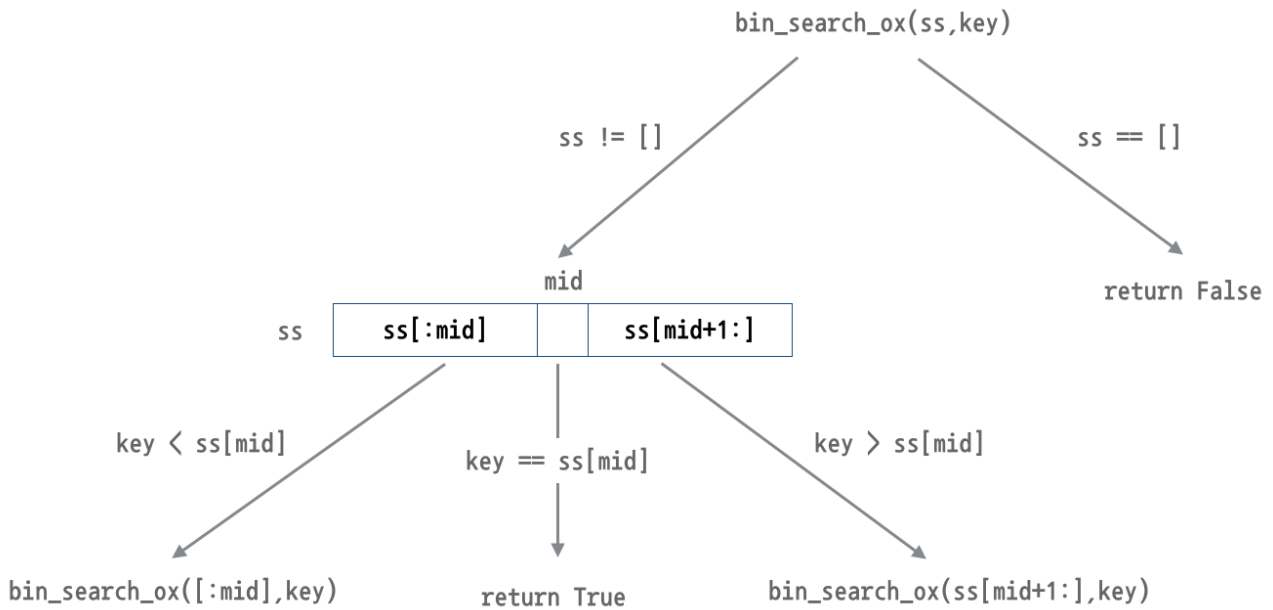 bin_search_ox(ss,key)
ss != []
ss == []
mid
return False
ss
ss[:mid]
ss[mid+1:]
key < ss[mid]
key == ss[mid]
key > ss[mid]
bin_search_ox([:mid],key)
return True
bin_search_ox(ss[mid+1:],key)